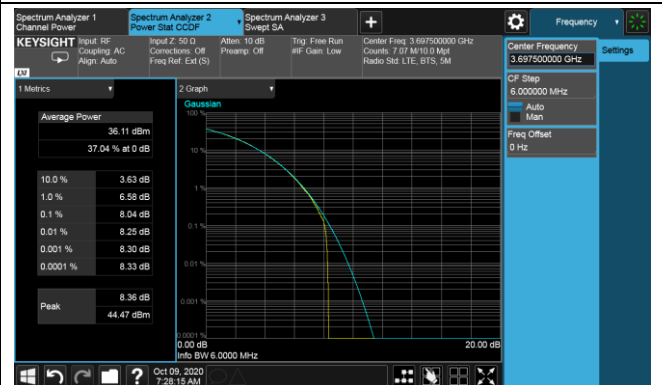 Spectrum Analyzer 1
Channel Power
Spectrum Analyzer 2
Power Stat CCDF
Spectrum Analyzer 3
Swept SA
+
Frequency
KEYSIGHT
Input: RF
Coupling: AC
Align: Auto
Input Z: 50 Ω
Corrections: Off
Freq Ref: Ext (S)
Atten: 10 dB
Preamp: Off
Trig: Free Run
#IF Gain: Low
Center Freq: 3.697500000 GHz
Counts: 7.07 M/10.0 Mpt
Radio Std: LTE, BTS, 5M
LXI
Center Frequency
3.697500000 GHz
Settings
CF Step
6.000000 MHz
Auto
Man
Freq Offset
0 Hz
1 Metrics
Average Power
36.11 dBm
37.04 % at 0 dB
10.0 % 3.63 dB
1.0 % 6.58 dB
0.1 % 8.04 dB
0.01 % 8.25 dB
0.001 % 8.30 dB
0.0001 % 8.33 dB
Peak
8.36 dB
44.47 dBm
2 Graph
Gaussian
100 %
10 %
1 %
0.1 %
0.01 %
0.001 %
0.0001 %
0.00 dB
20.00 dB
Info BW 6.0000 MHz
?
Oct 09, 2020
7:28:15 AM